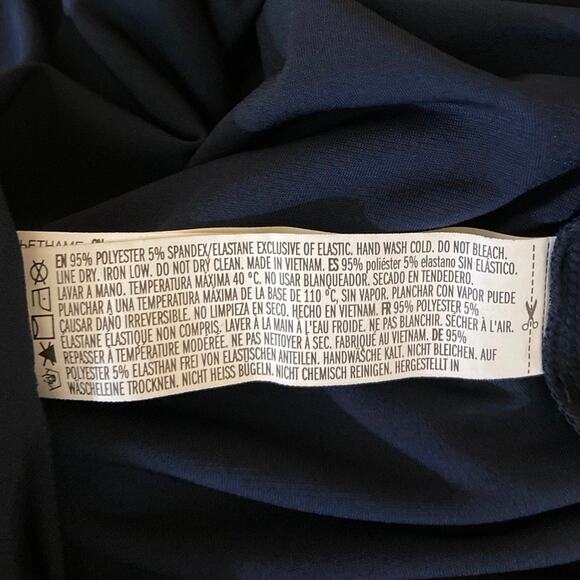 EN 95% POLYESTER 5% SPANDEX/ELASTANE EXCLUSIVE OF ELASTIC. HAND WASH COLD. DO NOT BLEACH.
LINE DRY. IRON LOW. DO NOT DRY CLEAN. MADE IN VIETNAM. ES 95% poliéster 5% elastano SIN ELÁSTICO.
LAVAR A MANO. TEMPERATURA MÁXIMA 40 °C. NO USAR BLANQUEADOR. SECADO EN TENDEDERO.
PLANCHAR A UNA TEMPERATURA MÁXIMA DE LA BASE DE 110 °C, SIN VAPOR. PLANCHAR CON VAPOR PUEDE
CAUSAR DAÑO IRREVERSIBLE. NO LIMPIEZA EN SECO. HECHO EN VIETNAM. FR 95% POLYESTER 5%
ÉLASTANE ÉLASTIQUE NON COMPRIS. LAVER À LA MAIN À L'EAU FROIDE. NE PAS BLANCHIR. SÉCHER À L'AIR.
REPASSER À TEMPÉRATURE MODÉRÉE. NE PAS NETTOYER À SEC. FABRIQUÉ AU VIETNAM. DE 95%
POLYESTER 5% ELASTHAN FREI VON ELASTISCHEN ANTEILEN. HANDWÄSCHE KALT. NICHT BLEICHEN. AUF
WÄSCHELEINE TROCKNEN. NICHT HEISS BÜGELN. NICHT CHEMISCH REINIGEN. HERGESTELLT IN